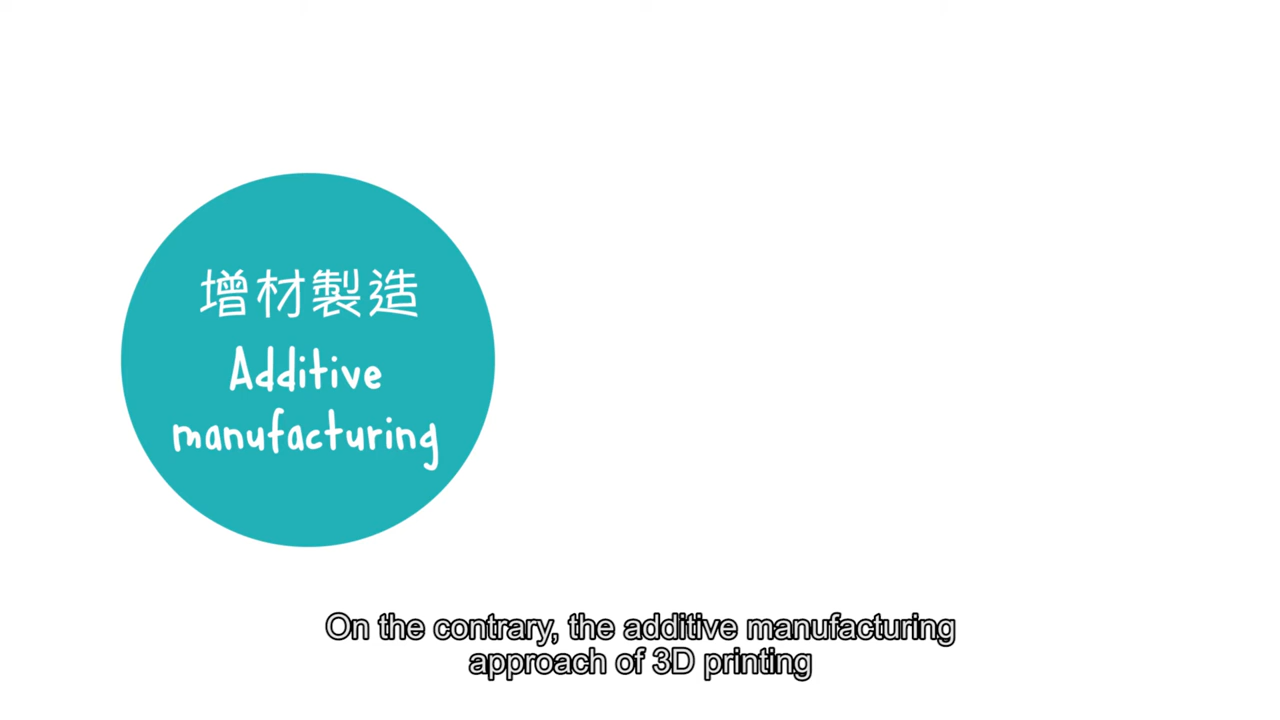 增材製造
Additive
manufacturing
On the contrary, the additive manufacturing
approach of 3D printing